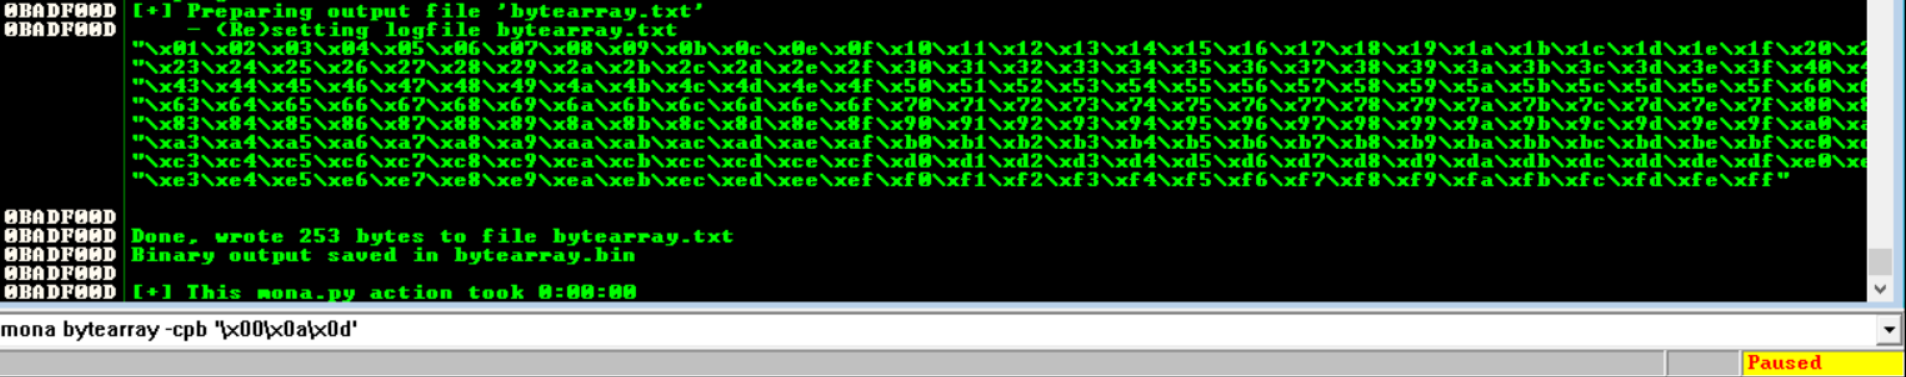 0BADF00D [+] Preparing output file 'bytearray.txt'
0BADF00D     - (Re)setting logfile bytearray.txt
"\x01\x02\x03\x04\x05\x06\x07\x08\x09\x0b\x0c\x0e\x0f\x10\x11\x12\x13\x14\x15\x16\x17\x18\x19\x1a\x1b\x1c\x1d\x1e\x1f\x20\x2
"\x23\x24\x25\x26\x27\x28\x29\x2a\x2b\x2c\x2d\x2e\x2f\x30\x31\x32\x33\x34\x35\x36\x37\x38\x39\x3a\x3b\x3c\x3d\x3e\x3f\x40\x4
"\x43\x44\x45\x46\x47\x48\x49\x4a\x4b\x4c\x4d\x4e\x4f\x50\x51\x52\x53\x54\x55\x56\x57\x58\x59\x5a\x5b\x5c\x5d\x5e\x5f\x60\x6
"\x63\x64\x65\x66\x67\x68\x69\x6a\x6b\x6c\x6d\x6e\x6f\x70\x71\x72\x73\x74\x75\x76\x77\x78\x79\x7a\x7b\x7c\x7d\x7e\x7f\x80\x8
"\x83\x84\x85\x86\x87\x88\x89\x8a\x8b\x8c\x8d\x8e\x8f\x90\x91\x92\x93\x94\x95\x96\x97\x98\x99\x9a\x9b\x9c\x9d\x9e\x9f\xa0\xa
"\xa3\xa4\xa5\xa6\xa7\xa8\xa9\xaa\xab\xac\xad\xae\xaf\xb0\xb1\xb2\xb3\xb4\xb5\xb6\xb7\xb8\xb9\xba\xbb\xbc\xbd\xbe\xbf\xc0\xc
"\xc3\xc4\xc5\xc6\xc7\xc8\xc9\xca\xcb\xcc\xcd\xce\xcf\xd0\xd1\xd2\xd3\xd4\xd5\xd6\xd7\xd8\xd9\xda\xdb\xdc\xdd\xde\xdf\xe0\xe
"\xe3\xe4\xe5\xe6\xe7\xe8\xe9\xea\xeb\xec\xed\xee\xef\xf0\xf1\xf2\xf3\xf4\xf5\xf6\xf7\xf8\xf9\xfa\xfb\xfc\xfd\xfe\xff"
0BADF00D
0BADF00D Done, wrote 253 bytes to file bytearray.txt
0BADF00D Binary output saved in bytearray.bin
0BADF00D
0BADF00D [+] This mona.py action took 0:00:00
mona bytearray -cpb "\x00\x0a\x0d'
Paused